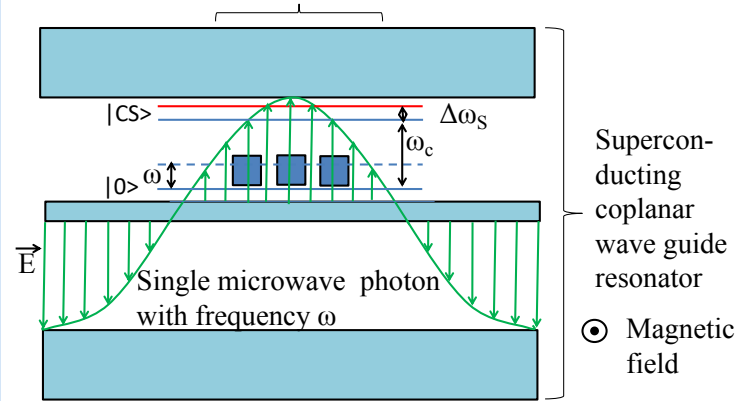 |CS>
Δω_S
ω_c
ω
|0>
E
Single microwave photon
with frequency ω
Supercon-
ducting
coplanar
wave guide
resonator
Magnetic
field